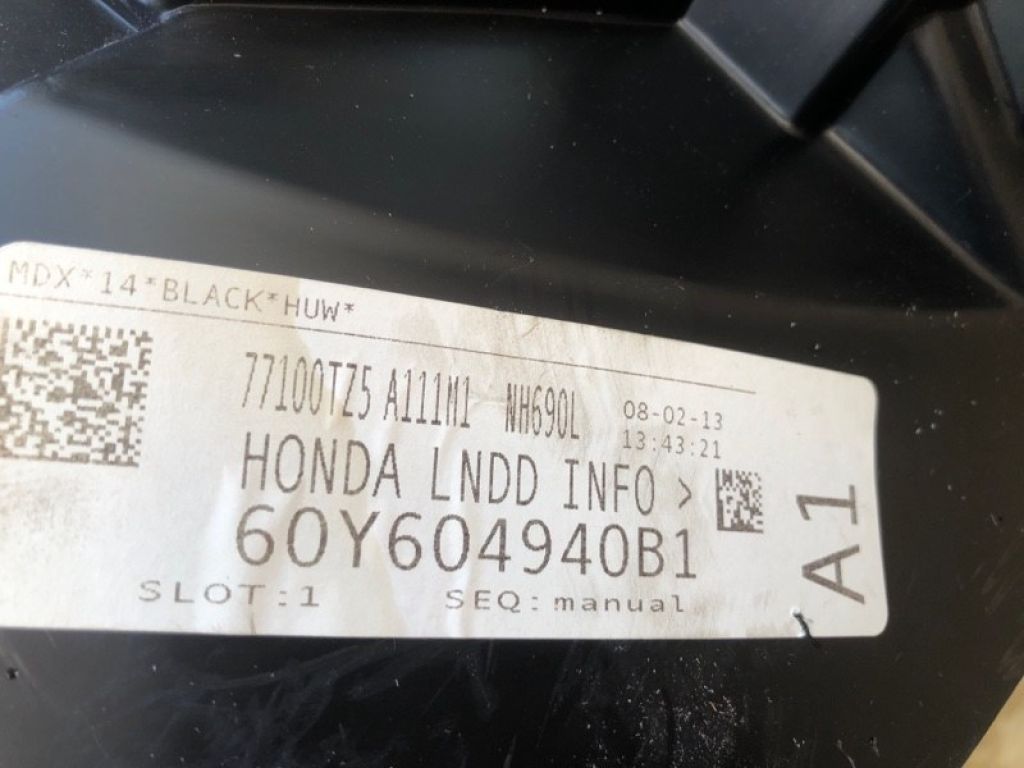 MDX*14*BLACK*HUW*
77100TZ5 A111M1 NH690L
08-02-13
13:43:21
HONDA LNDD INFO >
60Y604940B1
SLOT:1 SEQ:manual
A1